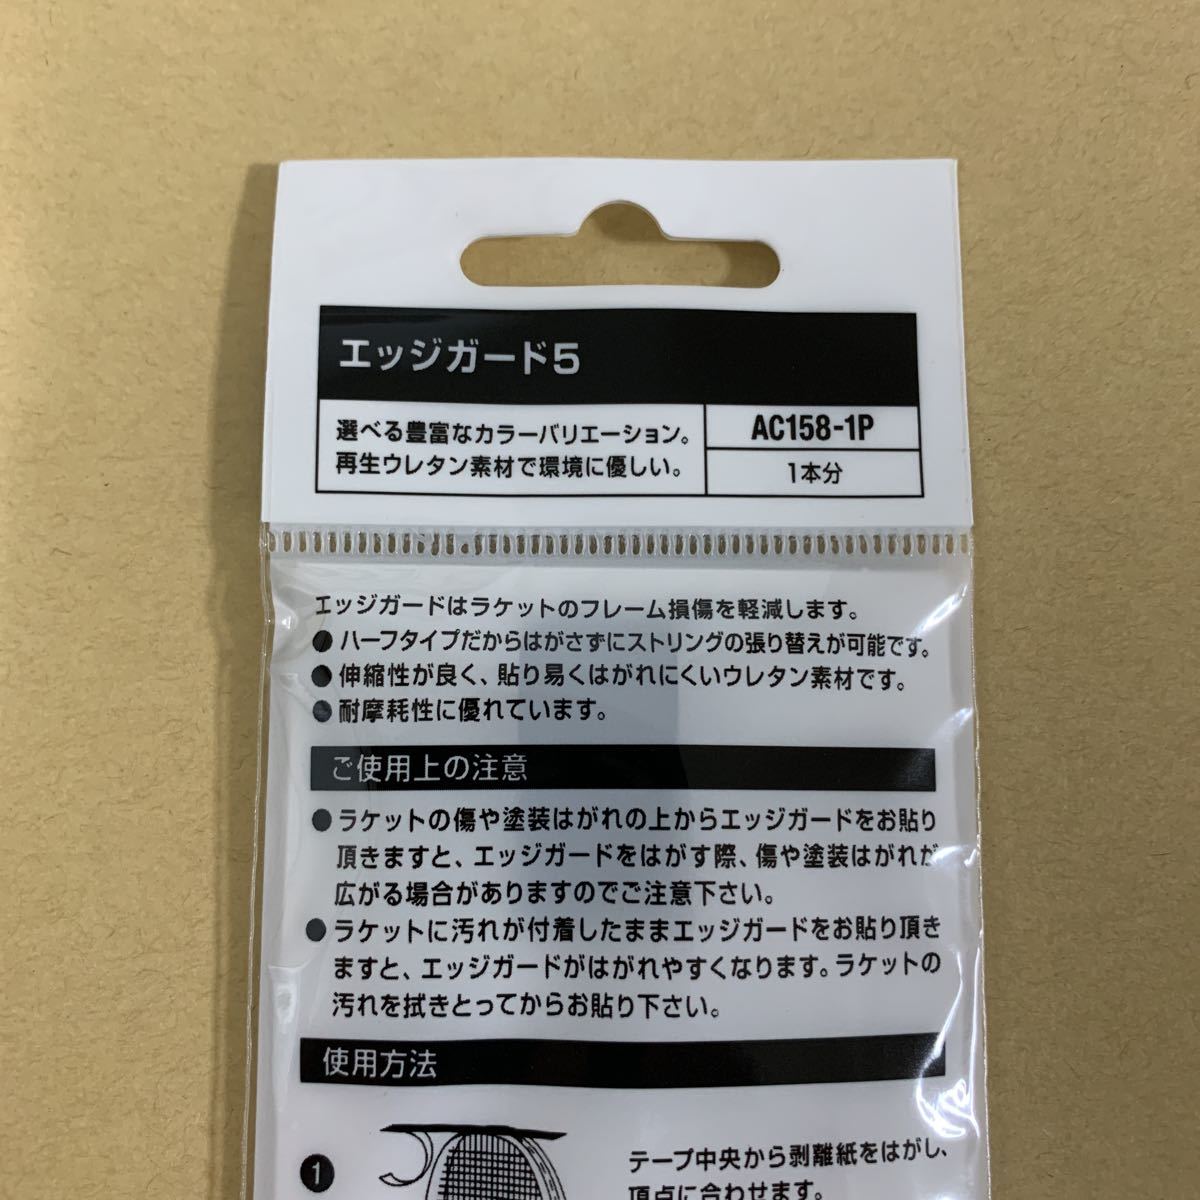 エッジガード5
選べる豊富なカラーバリエーション。
再生ウレタン素材で環境に優しい。
AC158-1P
1本分
エッジガードはラケットのフレーム損傷を軽減します。
● ハーフタイプだからはがさずにストリングの張り替えが可能です。
● 伸縮性が良く、貼り易くはがれにくいウレタン素材です。
● 耐摩耗性に優れています。
ご使用上の注意
● ラケットの傷や塗装はがれの上からエッジガードをお貼り
頂きますと、エッジガードをはがす際、傷や塗装はがれが
広がる場合がありますのでご注意下さい。
● ラケットに汚れが付着したままエッジガードをお貼り頂き
ますと、エッジガードがはがれやすくなります。ラケットの
汚れを拭きとってからお貼り下さい。
使用方法
1
テープ中央から剥離紙をはがし、
頂点に合わせます。